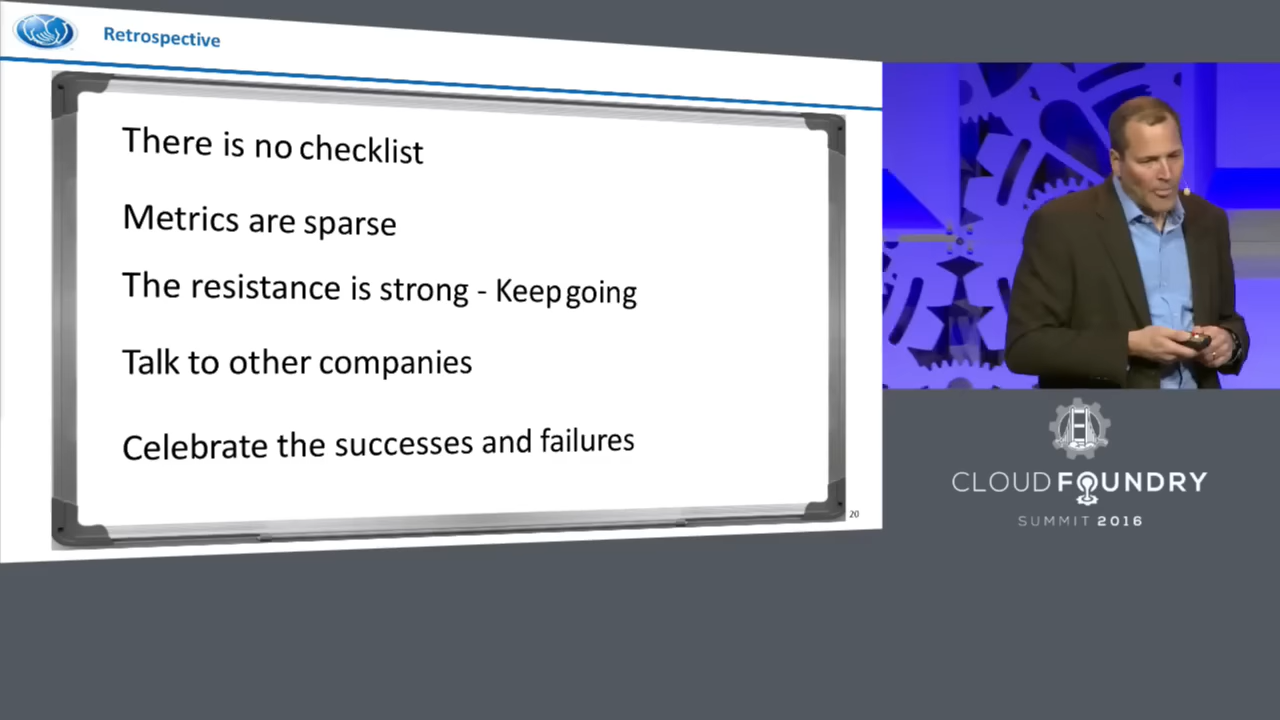 Retrospective
There is no checklist
Metrics are sparse
The resistance is strong - Keep going
Talk to other companies
Celebrate the successes and failures
20
CLOUD FOUNDRY
SUMMIT 2016